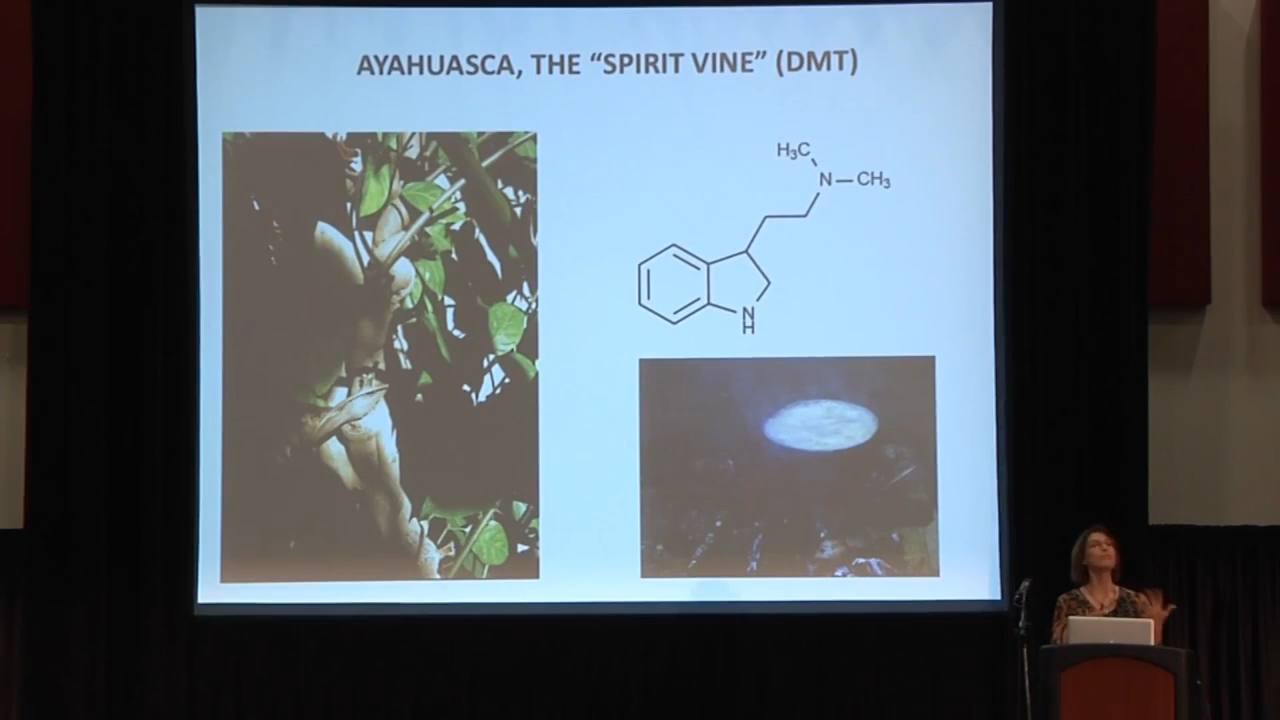 AYAHUASCA, THE “SPIRIT VINE” (DMT)
H₃C
N
CH₃
N
H